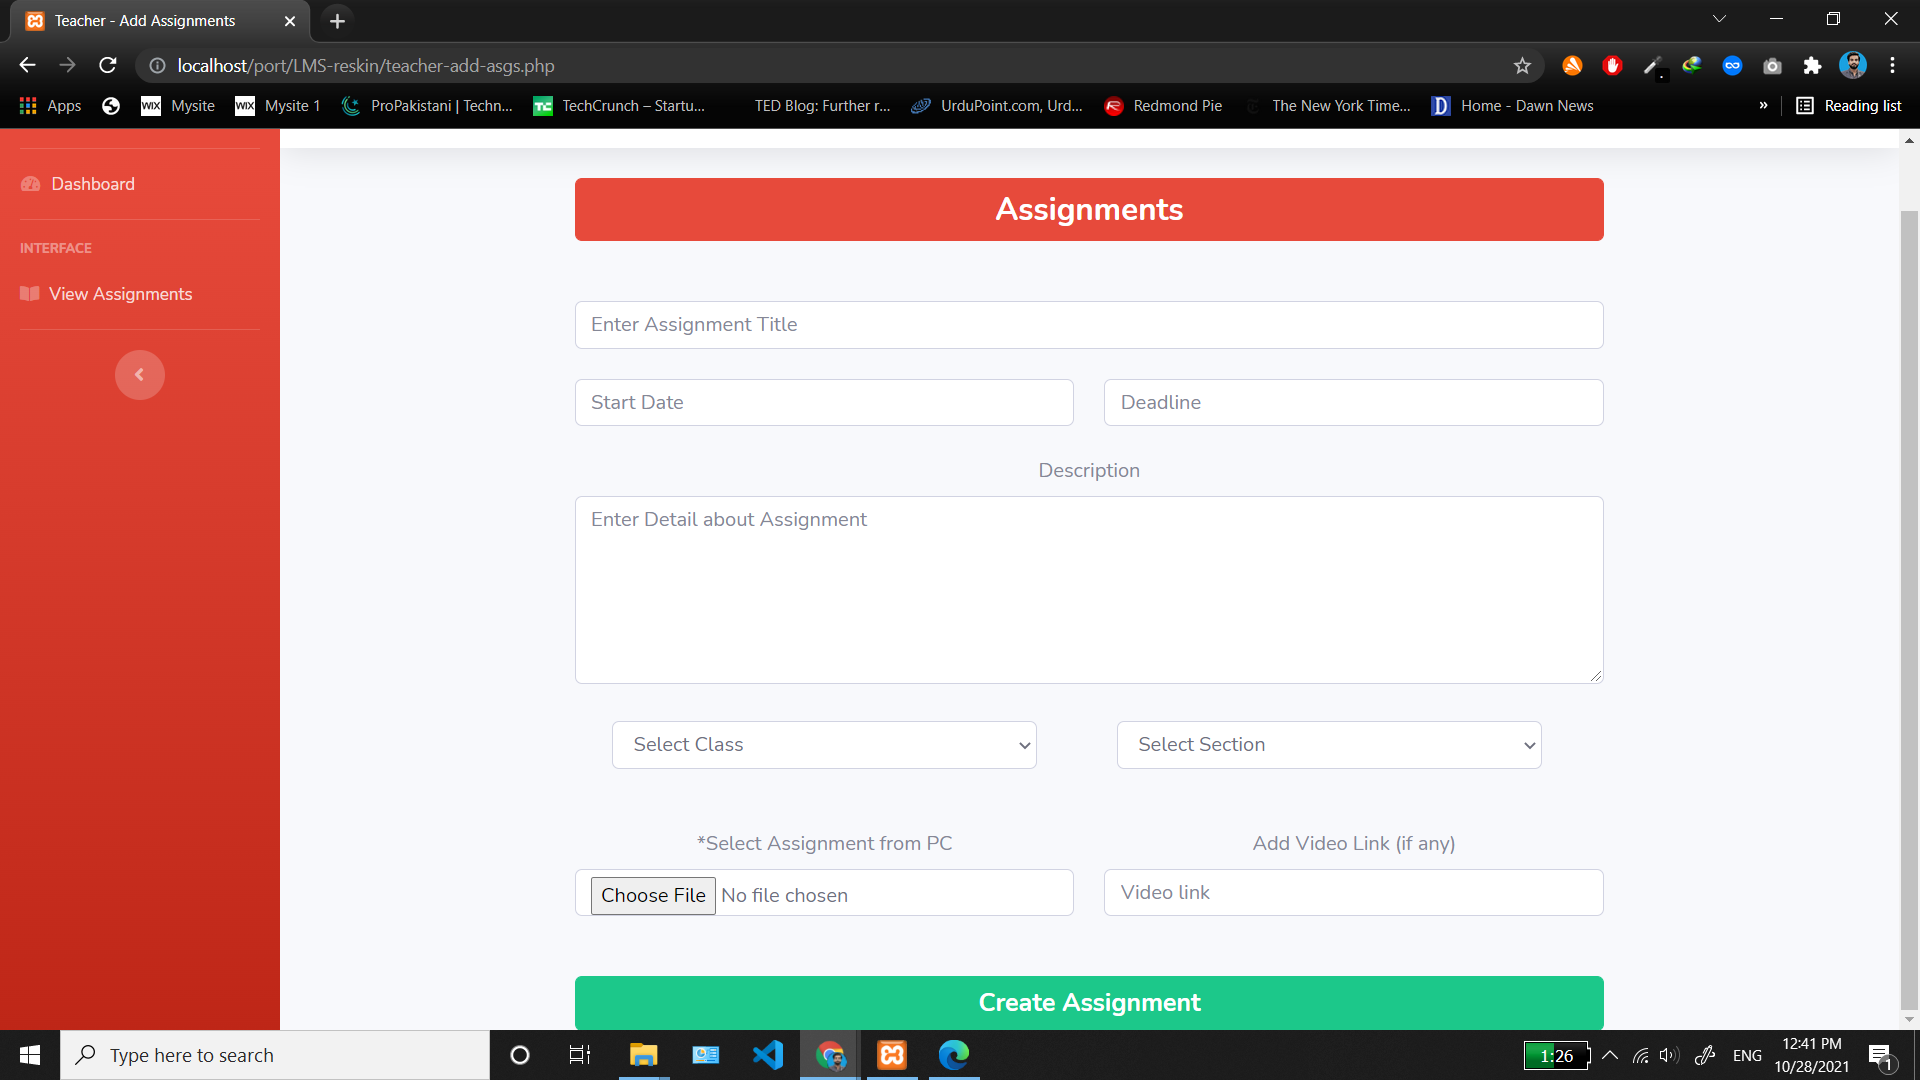 Teacher - Add Assignments
localhost/port/LMS-reskin/teacher-add-asgs.php
Apps
WIX Mysite
WIX Mysite 1
ProPakistani | Techn...
TC TechCrunch – Startu...
TED Blog: Further r...
UrduPoint.com, Urd...
Redmond Pie
The New York Time...
D Home - Dawn News
»
Reading list
Dashboard
INTERFACE
View Assignments
Assignments
Enter Assignment Title
Start Date
Deadline
Description
Enter Detail about Assignment
Select Class
Select Section
*Select Assignment from PC
Add Video Link (if any)
Choose File No file chosen
Video link
Create Assignment
Type here to search
1:26
ENG
12:41 PM
10/28/2021
1